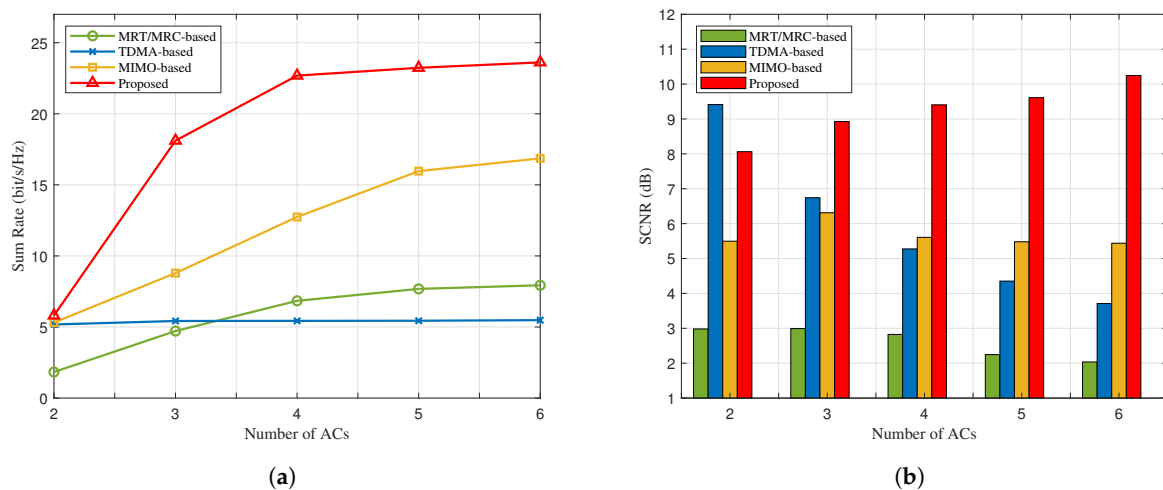 25
20
15
10
5
0
Sum Rate (bit/s/Hz)
MRT/MRC-based
TDMA-based
MIMO-based
Proposed
2 3 4 5 6
Number of ACs
(a)
12
11
10
9
8
7
6
5
4
3
2
1
SCNR (dB)
MRT/MRC-based
TDMA-based
MIMO-based
Proposed
2 3 4 5 6
Number of ACs
(b)